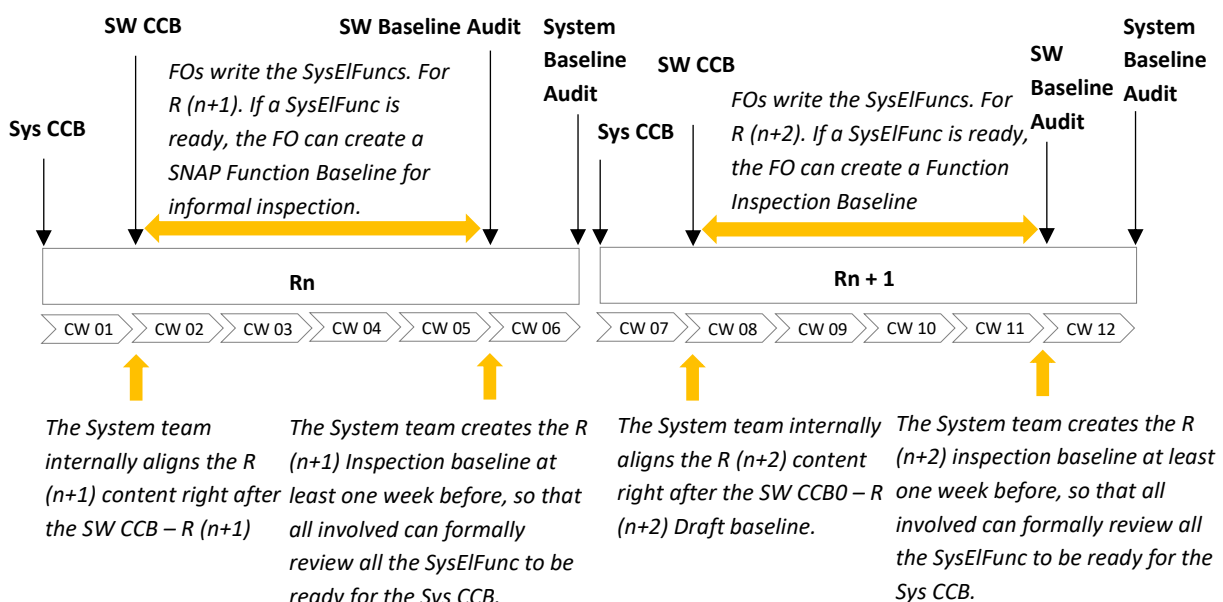 SW CCB
SW Baseline Audit
System
Baseline
Audit
Sys CCB
FOs write the SysElFuncs. For
R (n+1). If a SysElFunc is
ready, the FO can create a
SNAP Function Baseline for
informal inspection.
SW CCB
Sys CCB
FOs write the SysElFuncs. For
R (n+2). If a SysElFunc is ready,
the FO can create a Function
Inspection Baseline
SW
Baseline
Audit
System
Baseline
Audit
Rn
Rn + 1
CW 01
CW 02
CW 03
CW 04
CW 05
CW 06
CW 07
CW 08
CW 09
CW 10
CW 11
CW 12
The System team
internally aligns the R
(n+1) content right after
the SW CCB – R (n+1)
The System team creates the R
(n+1) Inspection baseline at
least one week before, so that
all involved can formally
review all the SysElFunc to be
ready for the Sys CCB.
The System team internally
aligns the R (n+2) content
right after the SW CCB0 – R
(n+2) Draft baseline.
The System team creates the R
(n+2) inspection baseline at least
one week before, so that all
involved can formally review all
the SysElFunc to be ready for the
Sys CCB.